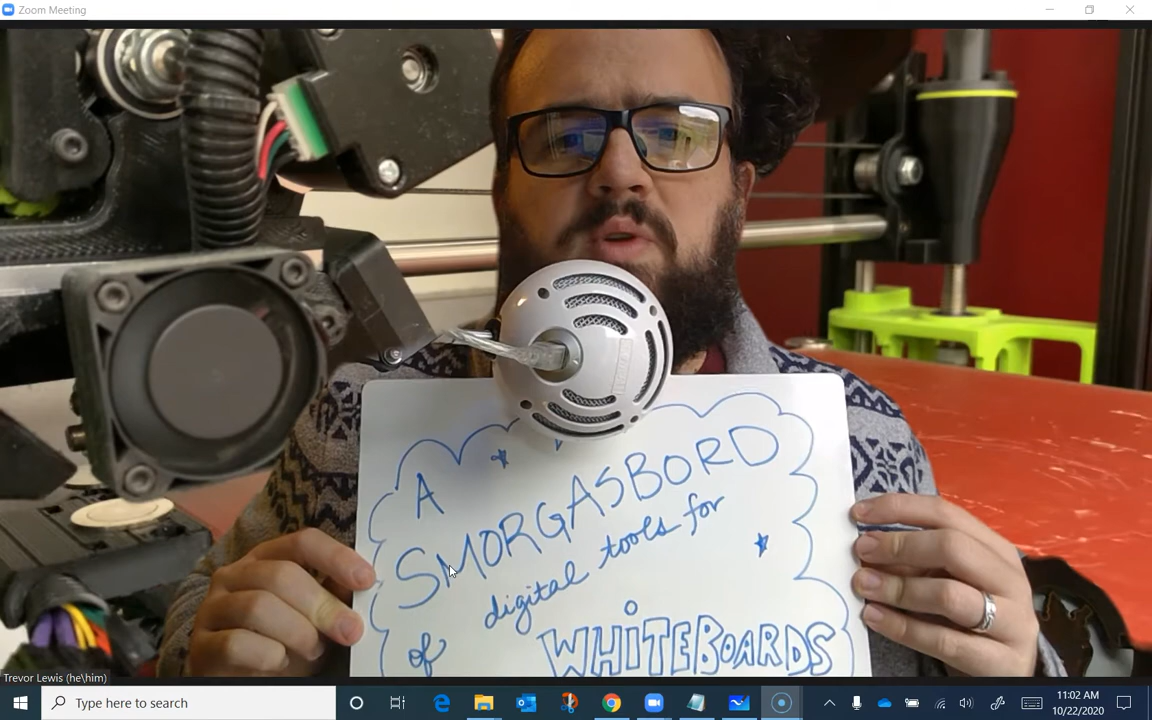 Zoom Meeting
A
SMORGASBORD
of digital tools for
WHiTEBOARDS
Trevor Lewis (he\him)
Type here to search
11:02 AM
10/22/2020